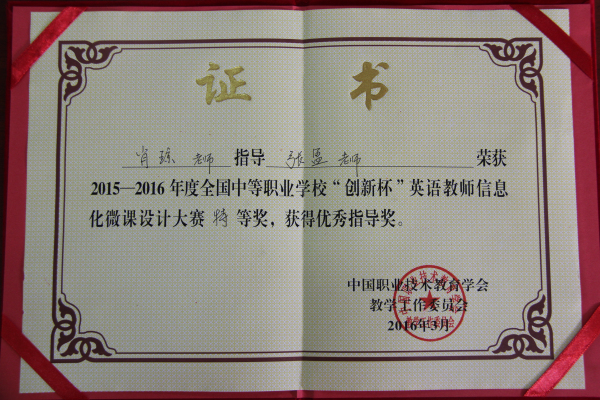 证 书
肖琼 老师 指导 张孟 老师 荣获
2015—2016 年度全国中等职业学校“创新杯”英语教师信息
化微课设计大赛 特 等奖，获得优秀指导奖。
中国职业技术教育学会
教学工作委员会
2016年3月